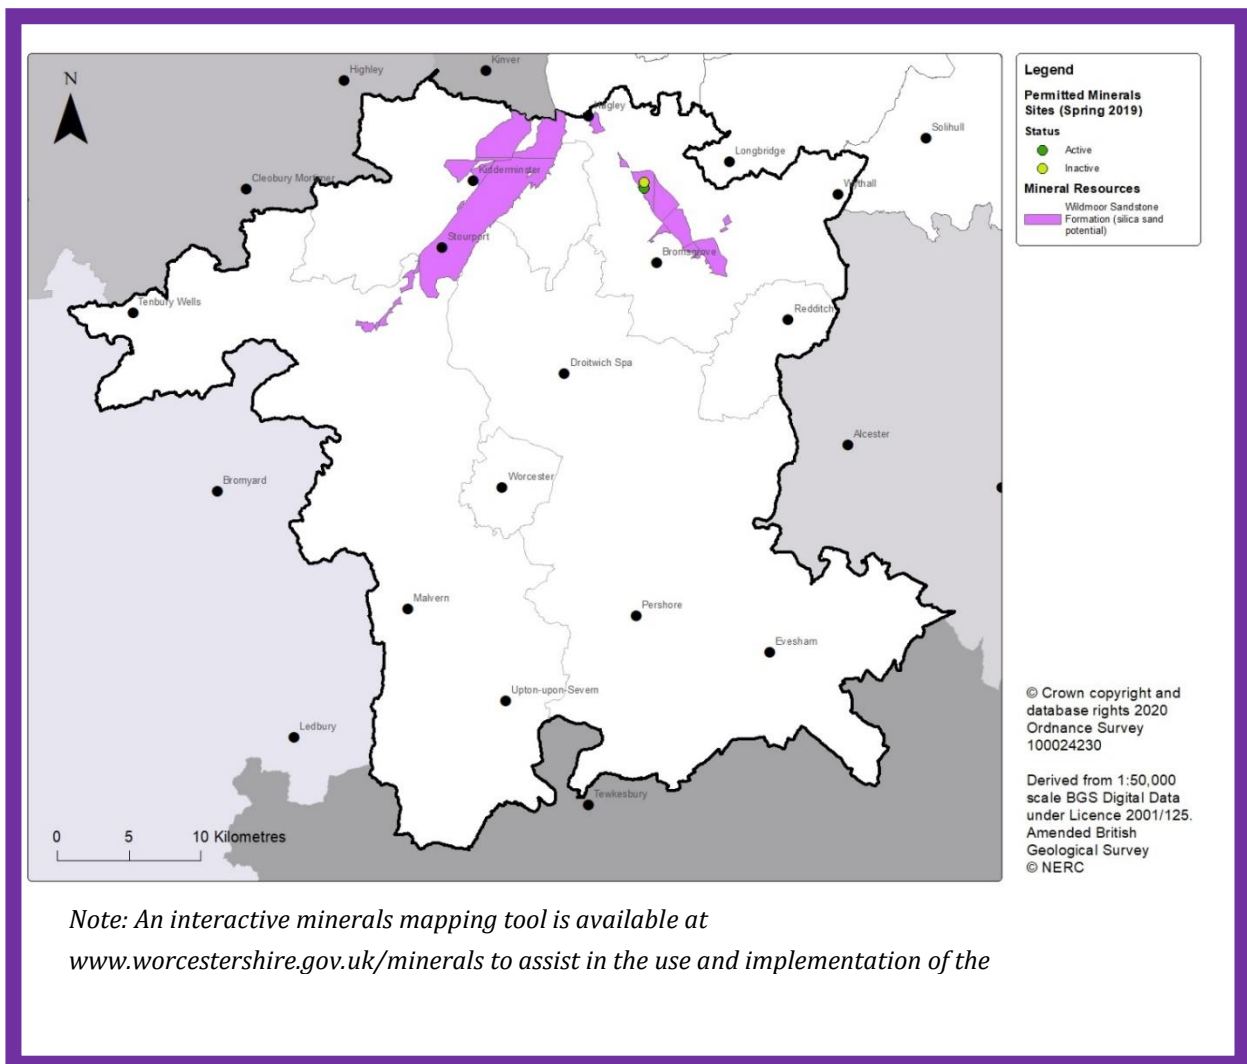 N
Highley
Kinver
Hagley
Longbridge
Solihull
Cleobury Mortimer
Kidderminster
Wythall
Stourport
Bromsgrove
Tenbury Wells
Redditch
Droitwich Spa
Alcester
Bromyard
Worcester
Malvern
Pershore
Evesham
Upton-upon-Severn
Ledbury
Tewkesbury
0 5 10 Kilometres
Legend
Permitted Minerals
Sites (Spring 2019)
Status
Active
Inactive
Mineral Resources
Wildmoor Sandstone
Formation (silica sand
potential)
© Crown copyright and
database rights 2020
Ordnance Survey
100024230
Derived from 1:50,000
scale BGS Digital Data
under Licence 2001/125.
Amended British
Geological Survey
© NERC
Note: An interactive minerals mapping tool is available at
www.worcestershire.gov.uk/minerals to assist in the use and implementation of the